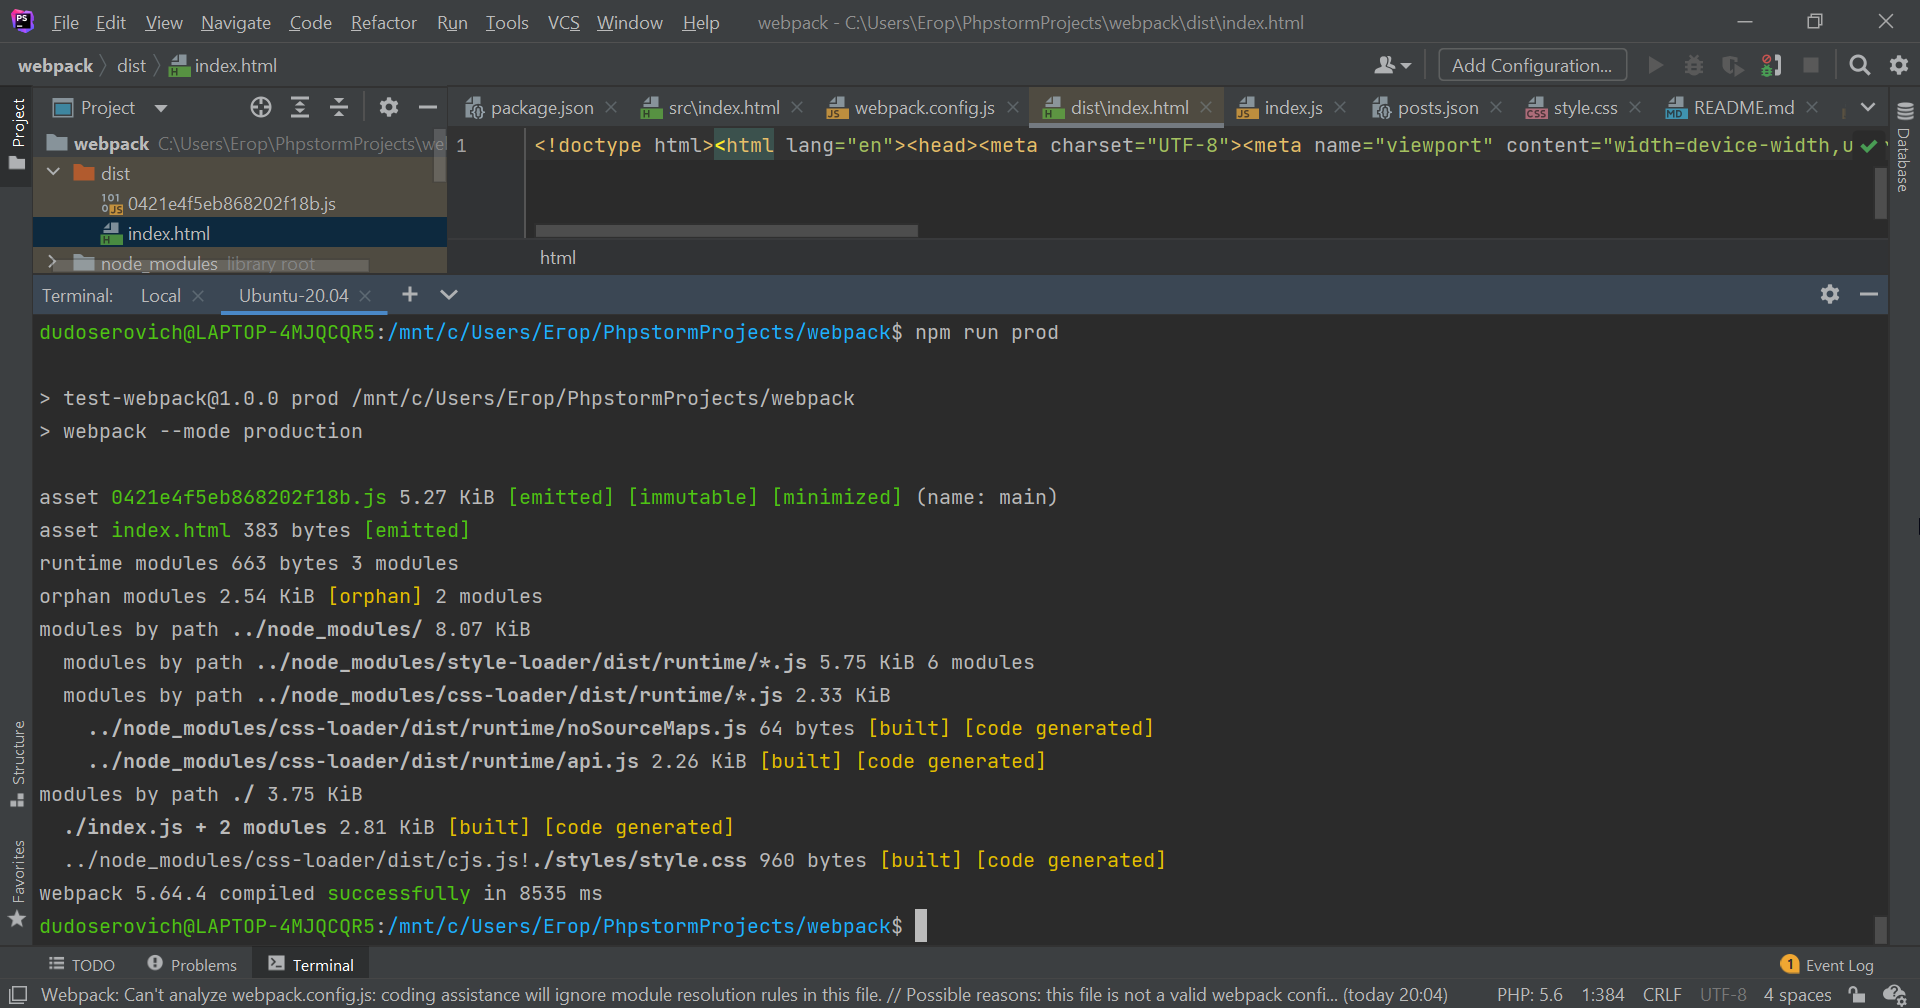 PS File Edit View Navigate Code Refactor Run Tools VCS Window Help webpack - C:\Users\Егор\PhpstormProjects\webpack\dist\index.html
webpack dist index.html Add Configuration...
Project package.json src\index.html webpack.config.js dist\index.html index.js posts.json style.css README.md
Project
webpack C:\Users\Егор\PhpstormProjects\we
1 <!doctype html><html lang="en"><head><meta charset="UTF-8"><meta name="viewport" content="width=device-width,u
Database
dist
0421e4f5eb868202f18b.js
index.html
node_modules library root
html
Terminal: Local Ubuntu-20.04
dudoserovich@LAPTOP-4MJQCQR5:/mnt/c/Users/Егор/PhpstormProjects/webpack$ npm run prod
> test-webpack@1.0.0 prod /mnt/c/Users/Егор/PhpstormProjects/webpack
> webpack --mode production
asset 0421e4f5eb868202f18b.js 5.27 KiB [emitted] [immutable] [minimized] (name: main)
asset index.html 383 bytes [emitted]
runtime modules 663 bytes 3 modules
orphan modules 2.54 KiB [orphan] 2 modules
modules by path ../node_modules/ 8.07 KiB
modules by path ../node_modules/style-loader/dist/runtime/*.js 5.75 KiB 6 modules
modules by path ../node_modules/css-loader/dist/runtime/*.js 2.33 KiB
../node_modules/css-loader/dist/runtime/noSourceMaps.js 64 bytes [built] [code generated]
../node_modules/css-loader/dist/runtime/api.js 2.26 KiB [built] [code generated]
modules by path ./ 3.75 KiB
./index.js + 2 modules 2.81 KiB [built] [code generated]
../node_modules/css-loader/dist/cjs.js!./styles/style.css 960 bytes [built] [code generated]
webpack 5.64.4 compiled successfully in 8535 ms
dudoserovich@LAPTOP-4MJQCQR5:/mnt/c/Users/Егор/PhpstormProjects/webpack$
Structure
Favorites
TODO Problems Terminal 1 Event Log
Webpack: Can't analyze webpack.config.js: coding assistance will ignore module resolution rules in this file. // Possible reasons: this file is not a valid webpack confi... (today 20:04) PHP: 5.6 1:384 CRLF UTF-8 4 spaces